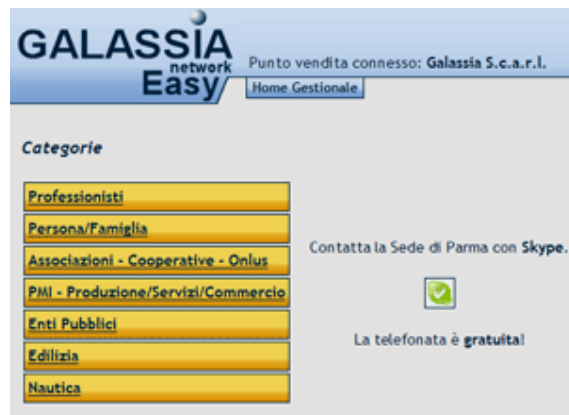 GALASSIA
network
Easy
Punto vendita connesso: Galassia S.c.a.r.l.
Home Gestionale
Categorie
Professionisti
Persona/Famiglia
Associazioni - Cooperative - Onlus
PMI - Produzione/Servizi/Commercio
Enti Pubblici
Edilizia
Nautica
Contatta la Sede di Parma con Skype.
La telefonata è gratuita!